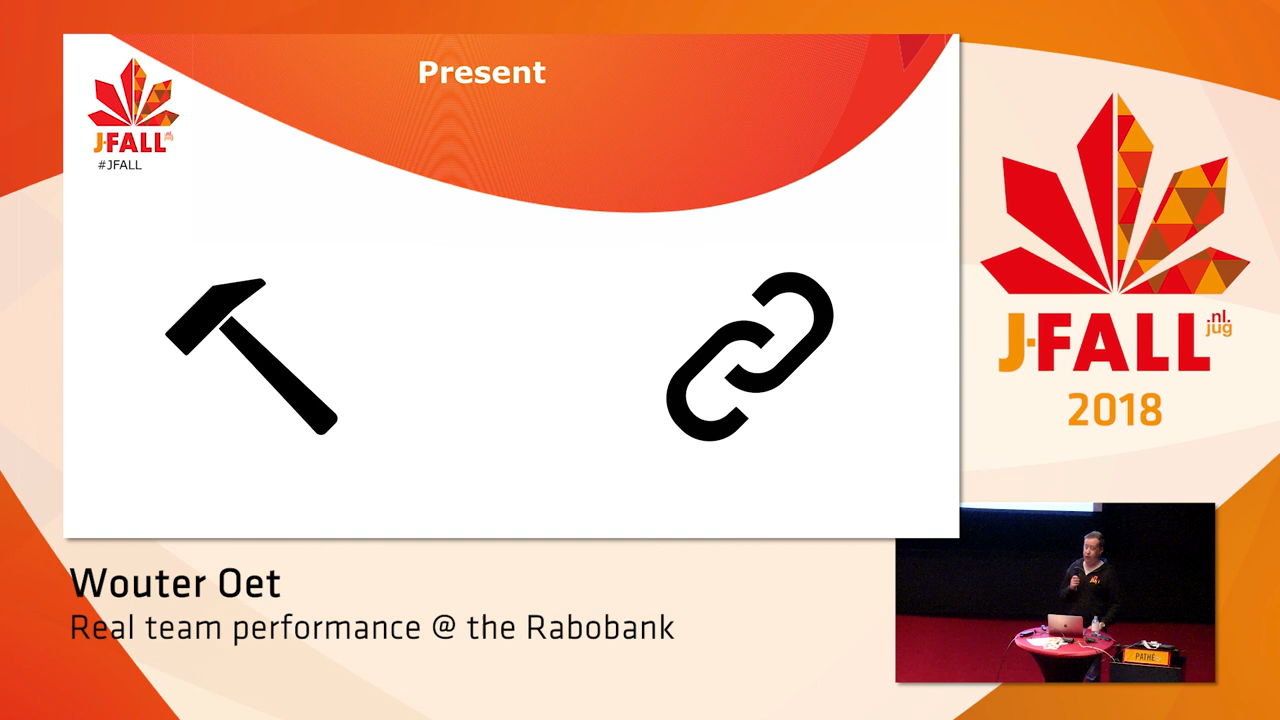 Present
J-FALL
nl.
jug
#JFALL
J-FALL
.nl.
jug
2018
Wouter Oet
Real team performance @ the Rabobank
PATHÉ